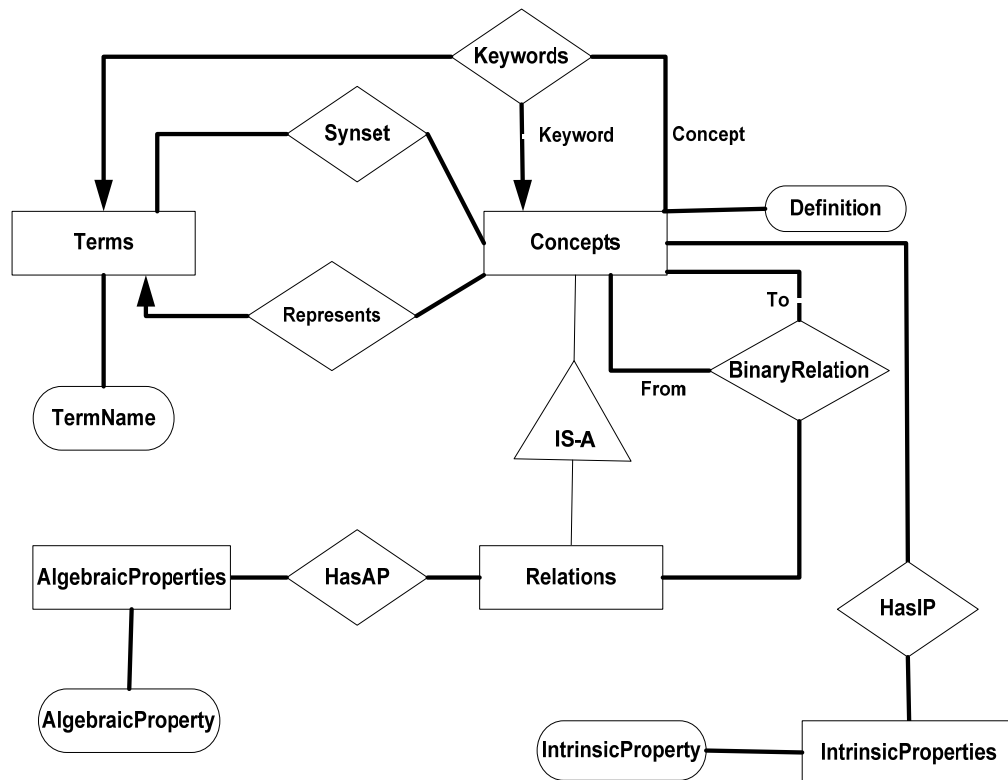 Keywords
Synset
Keyword
Concept
Definition
Terms
Concepts
To
Represents
BinaryRelation
From
TermName
IS-A
AlgebraicProperties
HasAP
Relations
HasIP
AlgebraicProperty
IntrinsicProperty
IntrinsicProperties